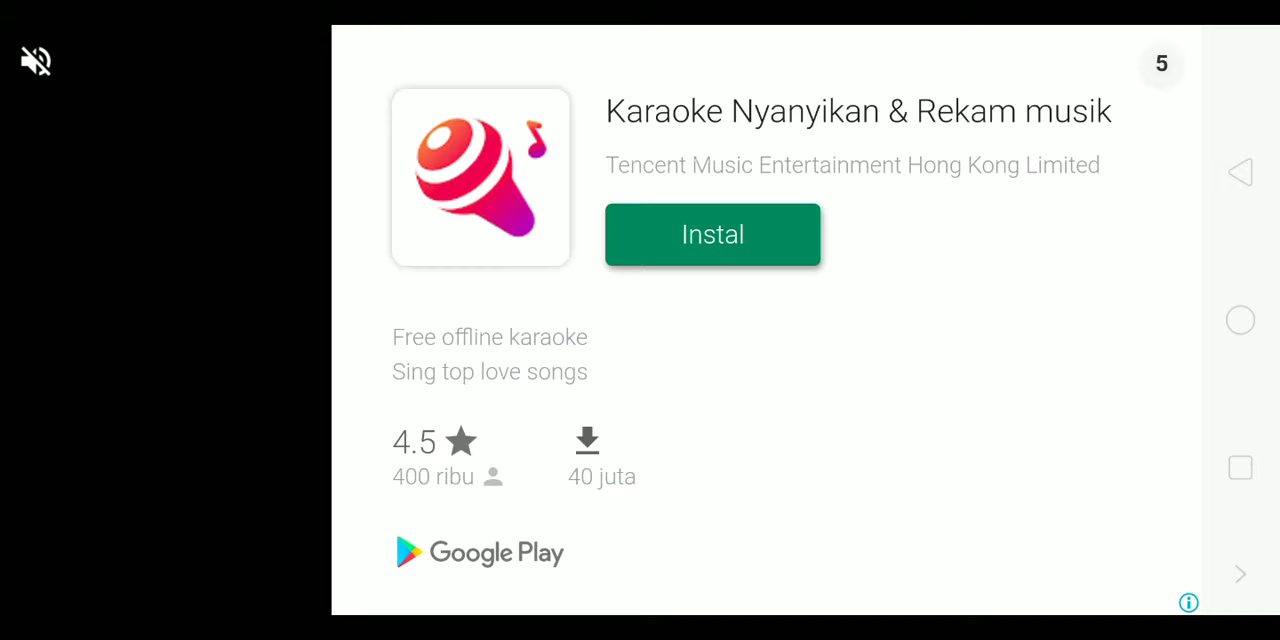 5
Karaoke Nyanyikan & Rekam musik
Tencent Music Entertainment Hong Kong Limited
Instal
Free offline karaoke
Sing top love songs
4.5
400 ribu
40 juta
Google Play